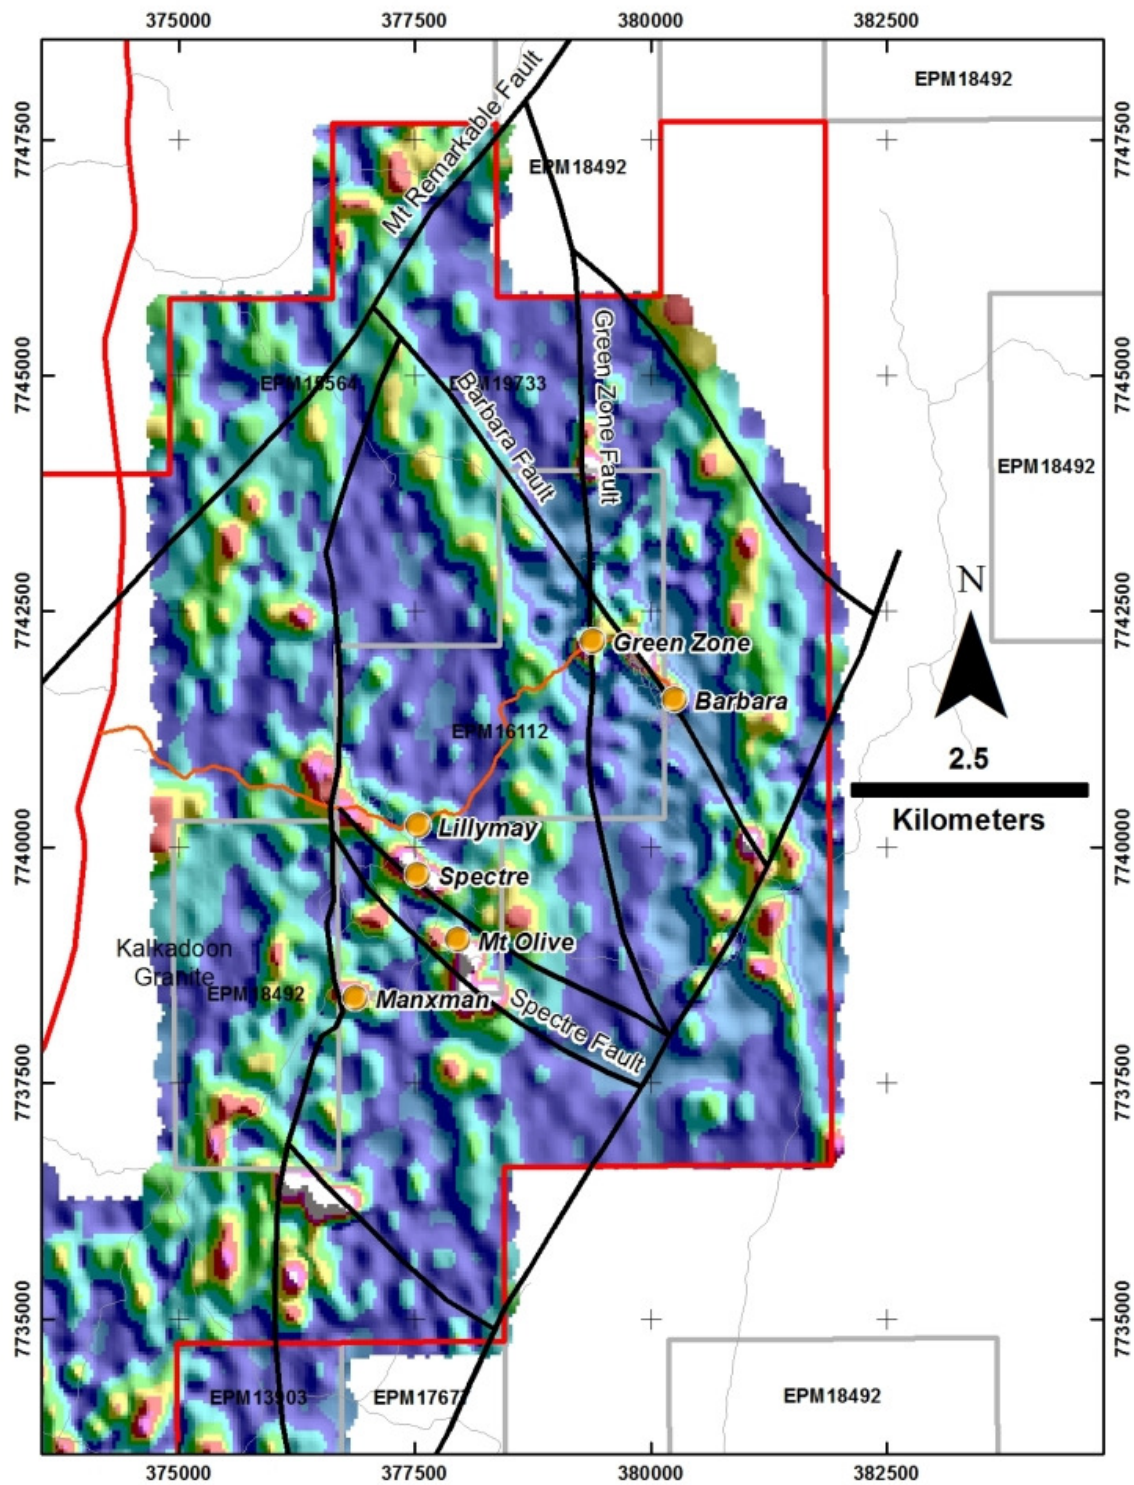 375000
377500
380000
382500
EPM18492
7747500
7747500
Mt Remarkable Fault
EPM18492
7745000
EPM15564
EPM19733
7745000
Green Zone Fault
Barbara Fault
EPM18492
7742500
7742500
N
Green Zone
Barbara
EPM16112
2.5
Kilometers
7740000
7740000
Lillymay
Spectre
Mt Olive
Kalkadoon
Granite
EPM18492
Manxman
Spectre Fault
7737500
7737500
7735000
7735000
EPM13903
EPM17677
EPM18492
375000
377500
380000
382500